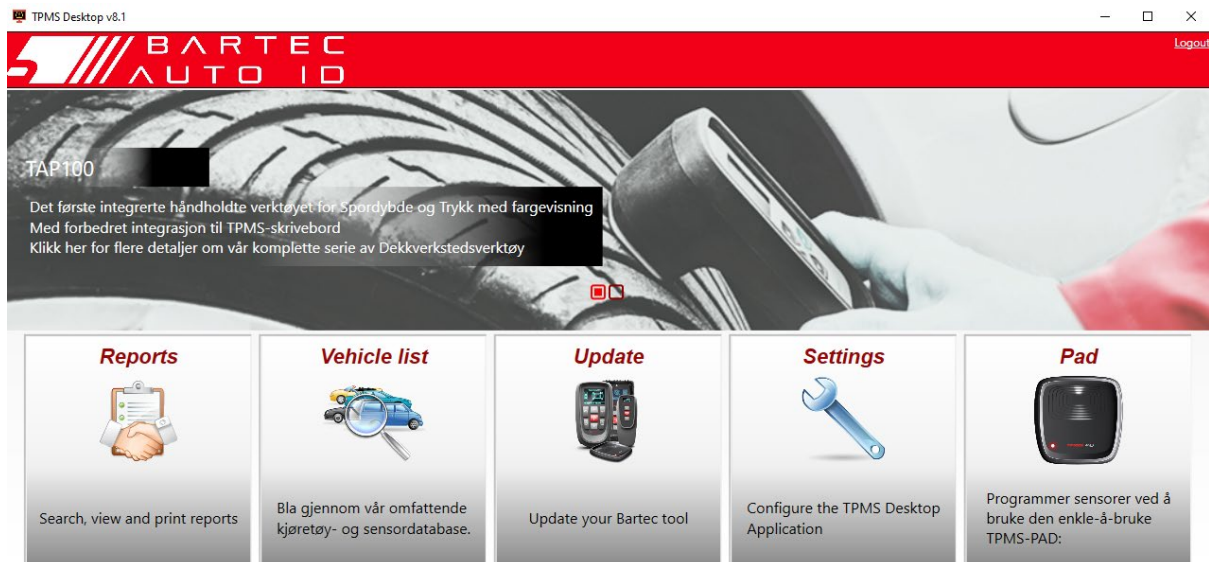 TPMS Desktop v8.1
BARTEC
AUTO ID
Logout
TAP100
Det første integrerte håndholdte verktøyet for Spordybde og Trykk med fargevisning
Med forbedret integrasjon til TPMS-skrivebord
Klikk her for flere detaljer om vår komplette serie av Dekkverkstedsverktøy
Reports
Search, view and print reports
Vehicle list
Bla gjennom vår omfattende
kjøretøy- og sensordatabase.
Update
Update your Bartec tool
Settings
Configure the TPMS Desktop
Application
Pad
Programmer sensorer ved å
bruke den enkle-å-bruke
TPMS-PAD: